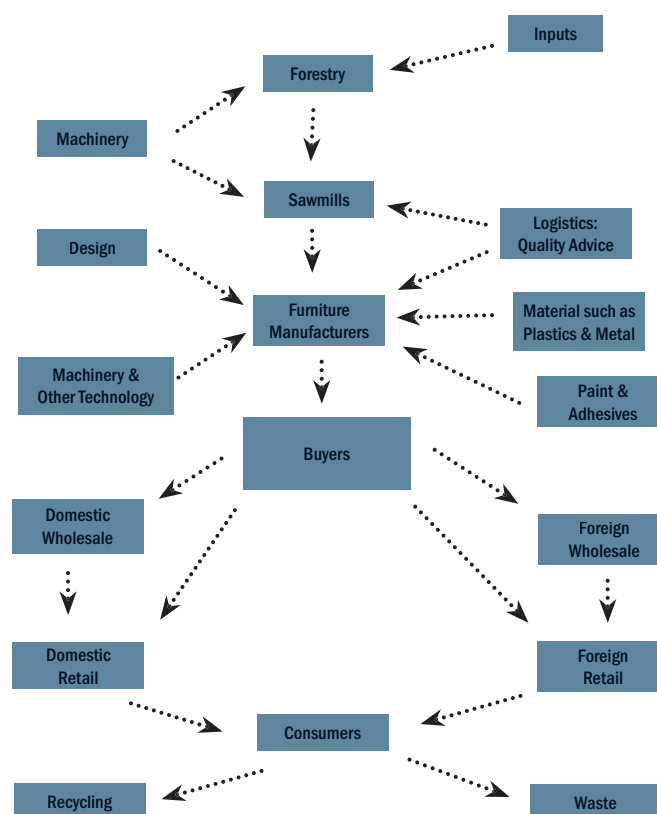 Inputs
Forestry
Machinery
Sawmills
Logistics:
Quality Advice
Design
Furniture
Manufacturers
Material such as
Plastics & Metal
Machinery &
Other Technology
Paint &
Adhesives
Buyers
Domestic
Wholesale
Foreign
Wholesale
Domestic
Retail
Foreign
Retail
Consumers
Recycling
Waste